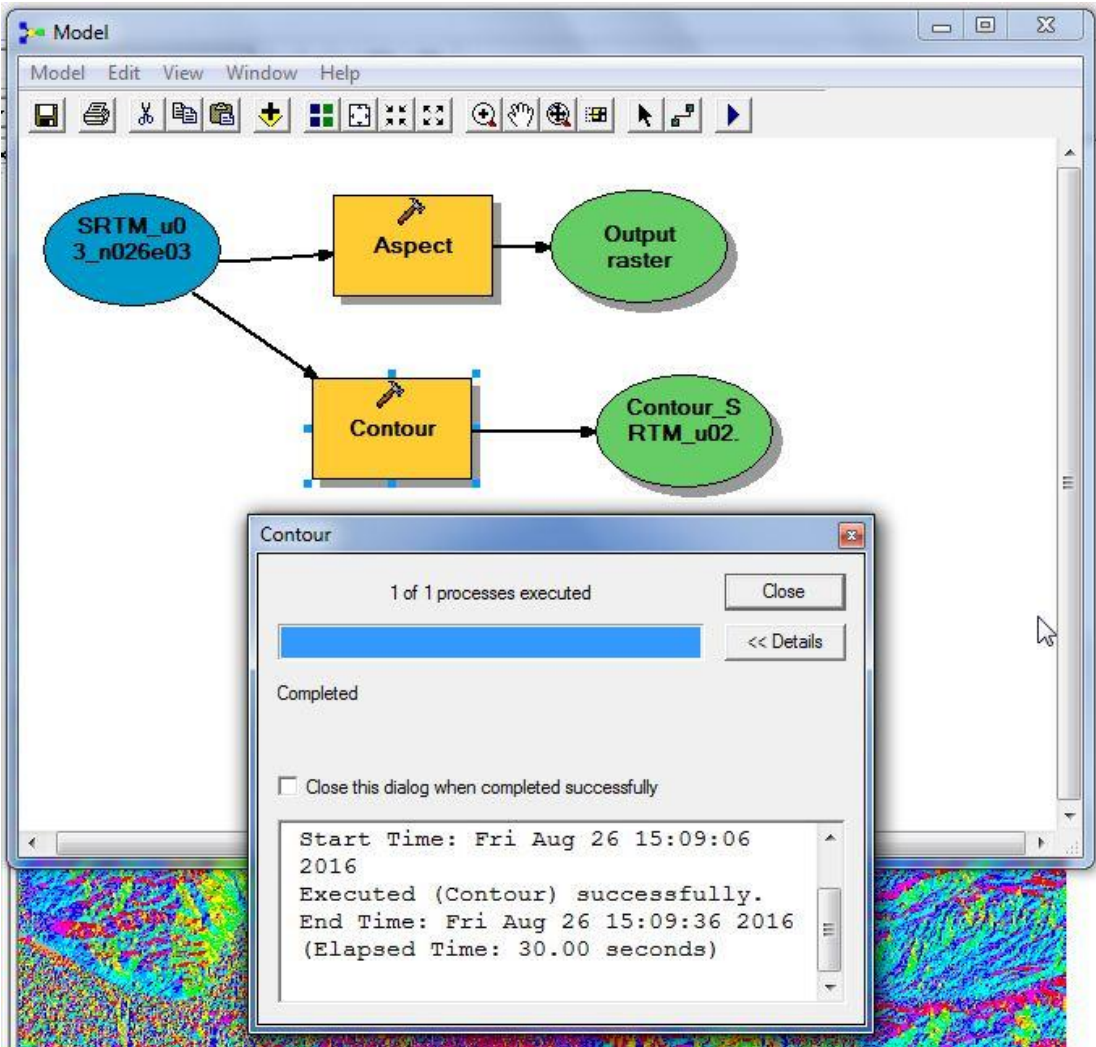 Model
Model Edit View Window Help
SRTM_u0
3_n026e03
Aspect
Output
raster
Contour
Contour_S
RTM_u02.
Contour
1 of 1 processes executed
Close
<< Details
Completed
Close this dialog when completed successfully
Start Time: Fri Aug 26 15:09:06
2016
Executed (Contour) successfully.
End Time: Fri Aug 26 15:09:36 2016
(Elapsed Time: 30.00 seconds)